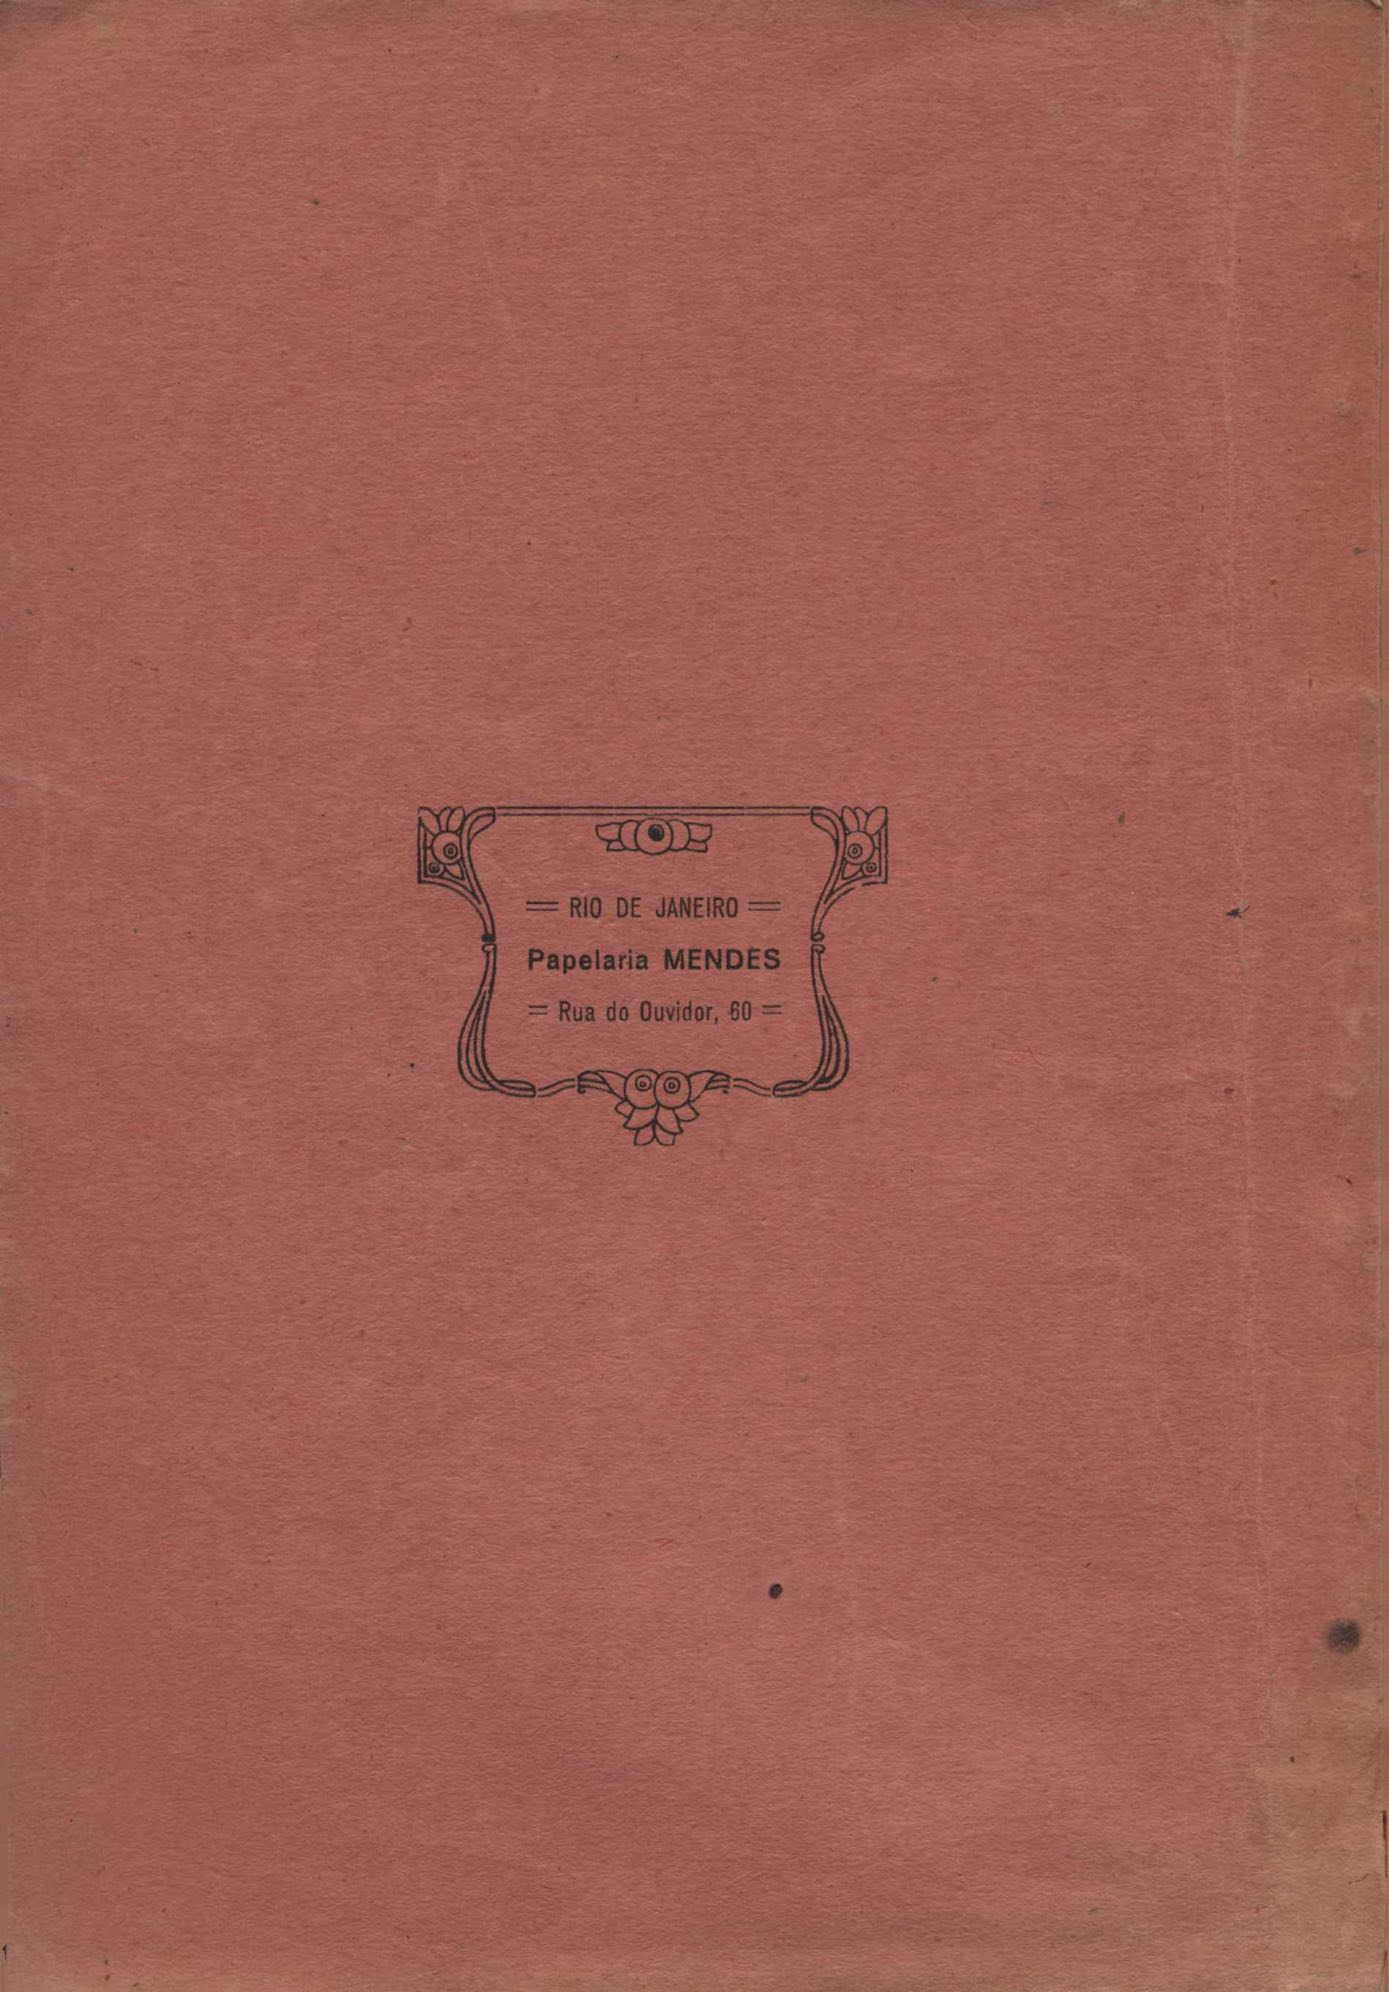 = RIO DE JANEIRO =
Papelaria MENDES
= Rua do Ouvidor, 60 =